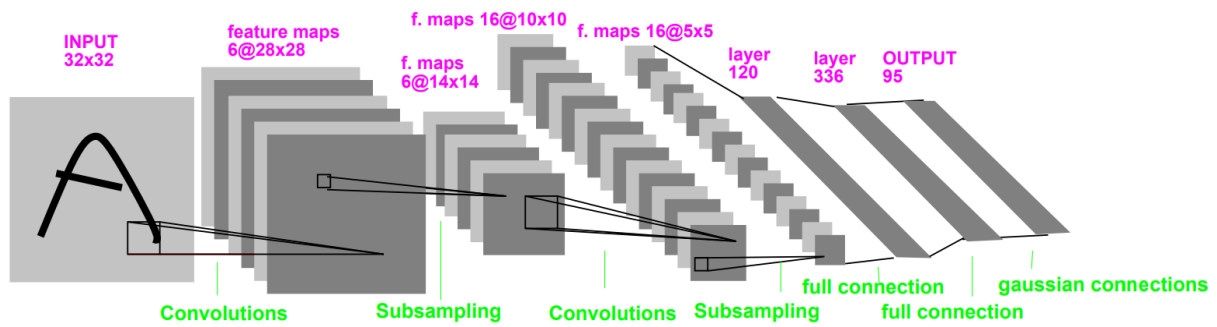 INPUT
32x32
feature maps
6@28x28
f. maps
6@14x14
f. maps 16@10x10
f. maps 16@5x5
layer
120
layer
336
OUTPUT
95
Convolutions
Subsampling
Convolutions
Subsampling
full connection
full connection
gaussian connections